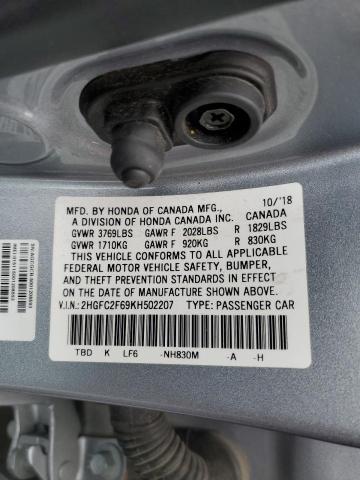 MFD. BY HONDA OF CANADA MFG., 10/'18
A DIVISION OF HONDA CANADA INC. CANADA
GVWR 3769LBS GAWR F 2028LBS R 1829LBS
GVWR 1710KG GAWR F 920KG R 830KG
THIS VEHICLE CONFORMS TO ALL APPLICABLE
FEDERAL MOTOR VEHICLE SAFETY, BUMPER,
AND THEFT PREVENTION STANDARDS IN
EFFECT ON THE DATE OF MANUFACTURE SHOWN ABOVE.
V.I.N.: 2HGFC2F69KH502207 TYPE: PASSENGER CAR
TBD K LF6 -NH830M -A -H